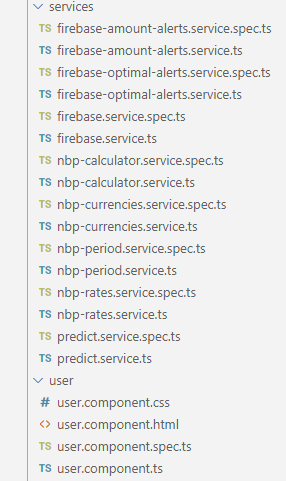 services
TS firebase-amount-alerts.service.spec.ts
TS firebase-amount-alerts.service.ts
TS firebase-optimal-alerts.service.spec.ts
TS firebase-optimal-alerts.service.ts
TS firebase.service.spec.ts
TS firebase.service.ts
TS nbp-calculator.service.spec.ts
TS nbp-calculator.service.ts
TS nbp-currencies.service.spec.ts
TS nbp-currencies.service.ts
TS nbp-period.service.spec.ts
TS nbp-period.service.ts
TS nbp-rates.service.spec.ts
TS nbp-rates.service.ts
TS predict.service.spec.ts
TS predict.service.ts
user
# user.component.css
<> user.component.html
TS user.component.spec.ts
TS user.component.ts